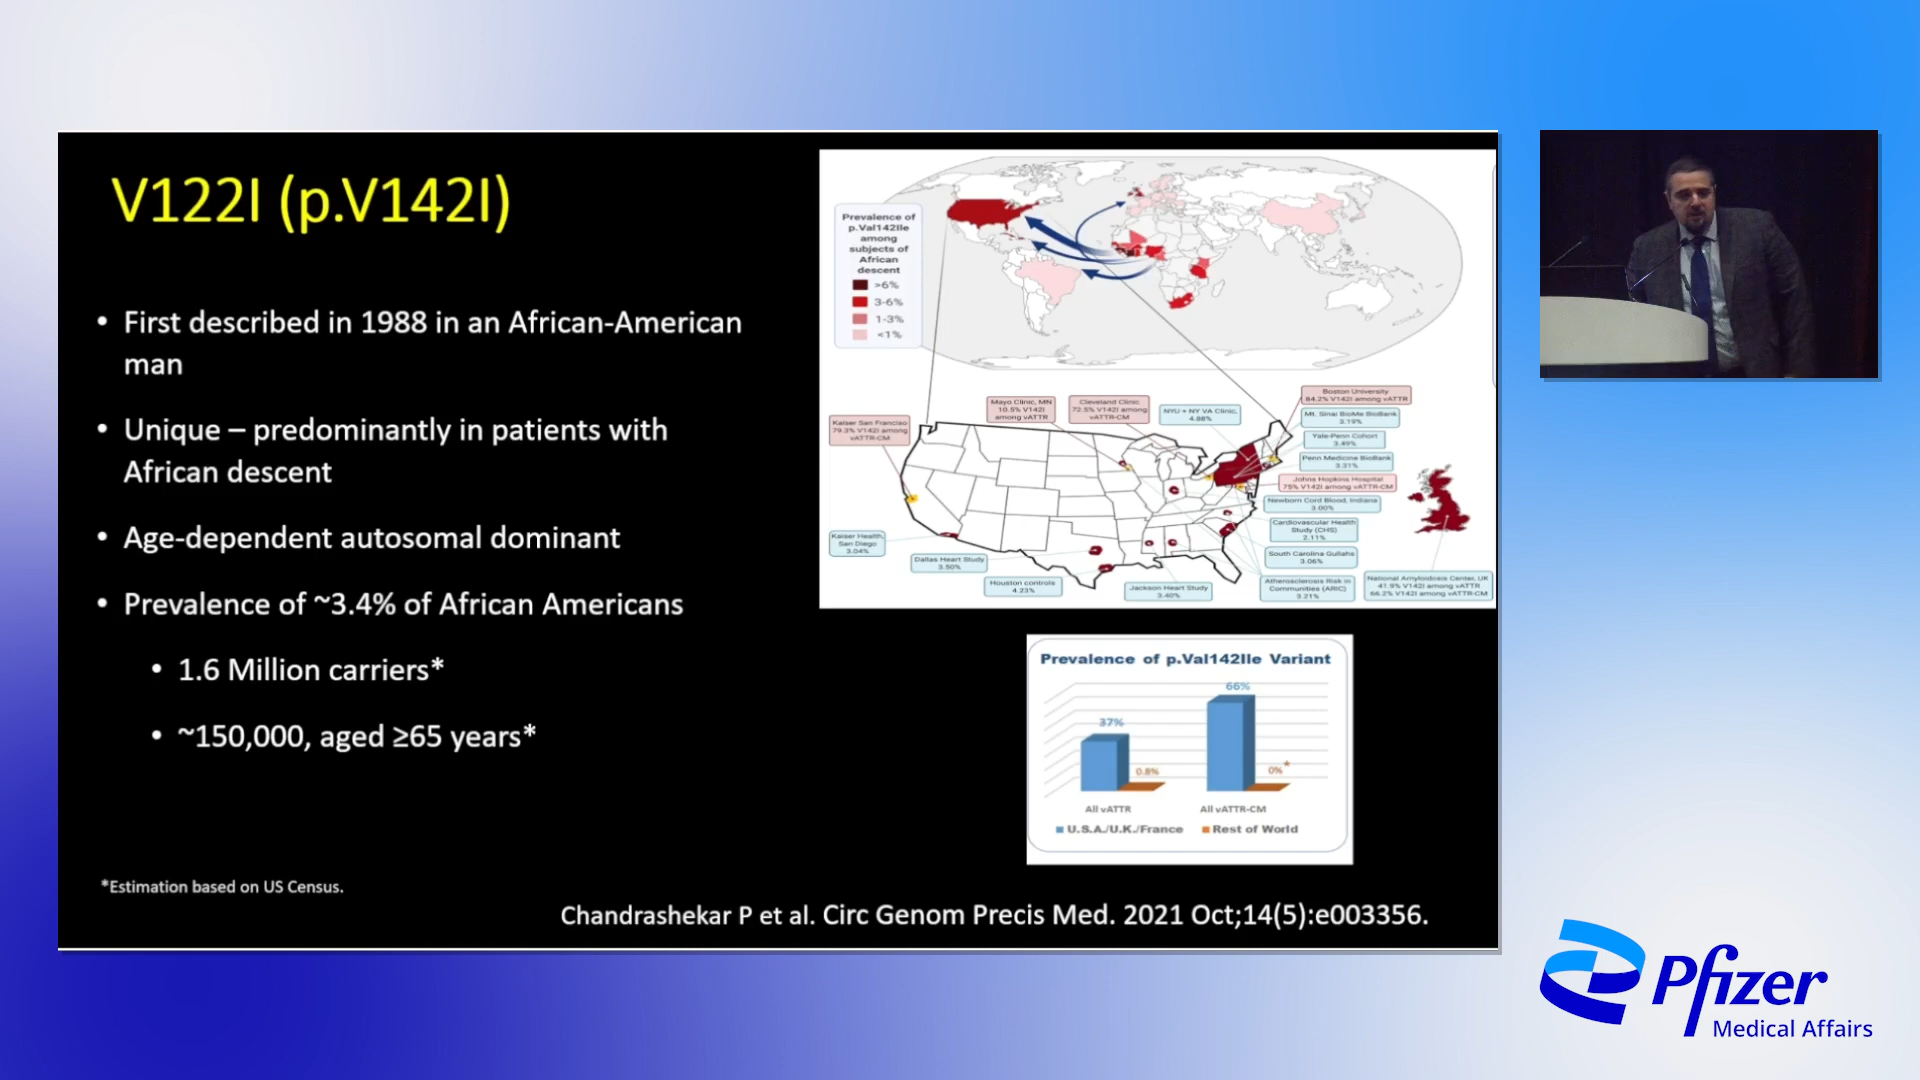 V122I (p.V142I)
• First described in 1988 in an African-American
man
• Unique – predominantly in patients with
African descent
• Age-dependent autosomal dominant
• Prevalence of ~3.4% of African Americans
• 1.6 Million carriers*
• ~150,000, aged ≥65 years*
*Estimation based on US Census.
Prevalence of
p.Val142Ile
among
subjects of
African
descent
>6%
3-6%
1-3%
<1%
Kaiser San Franciso
79.3% V142I among
vATTR-CM
Mayo Clinic, MN
10.5% V142I
among vATTR
Cleveland Clinic
72.5% V142I among
vATTR-CM
NYU + NY VA Clinic,
4.88%
Boston University
84.2% V142I among vATTR
Mt. Sinai BioMe BioBank
3.19%
Yale-Penn Cohort
3.49%
Penn Medicine BioBank
3.31%
Johns Hopkins Hospital
75% V142I among vATTR-CM
Newborn Cord Blood, Indiana
3.00%
Cardiovascular Health
Study (CHS)
2.11%
South Carolina Gullahs
3.06%
Atherosclerosis Risk in
Communities (ARIC)
3.21%
National Amyloidosis Center, UK
41.9% V142I among vATTR
66.2% V142I among vATTR-CM
Kaiser Health,
San Diego
3.04%
Dallas Heart Study
3.50%
Houston controls
4.23%
Jackson Heart Study
3.40%
Prevalence of p.Val142Ile Variant
37%
0.8%
66%
0%*
All vATTR
All vATTR-CM
U.S.A./U.K./France
Rest of World
Chandrashekar P et al. Circ Genom Precis Med. 2021 Oct;14(5):e003356.
Pfizer
Medical Affairs